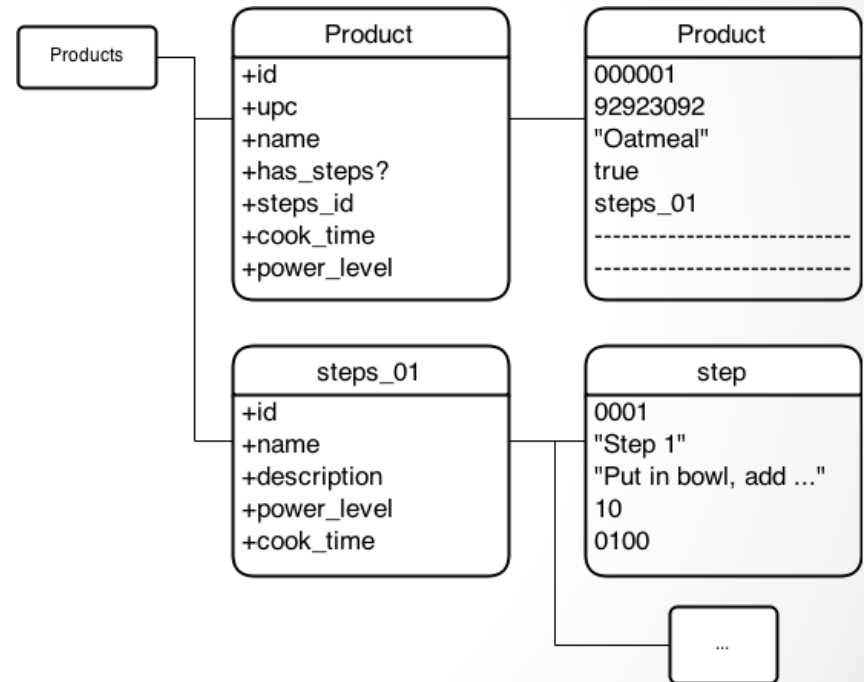 Products
Product
+id
+upc
+name
+has_steps?
+steps_id
+cook_time
+power_level
Product
000001
92923092
"Oatmeal"
true
steps_01
----------------------------
----------------------------
steps_01
+id
+name
+description
+power_level
+cook_time
step
0001
"Step 1"
"Put in bowl, add ..."
10
0100
...